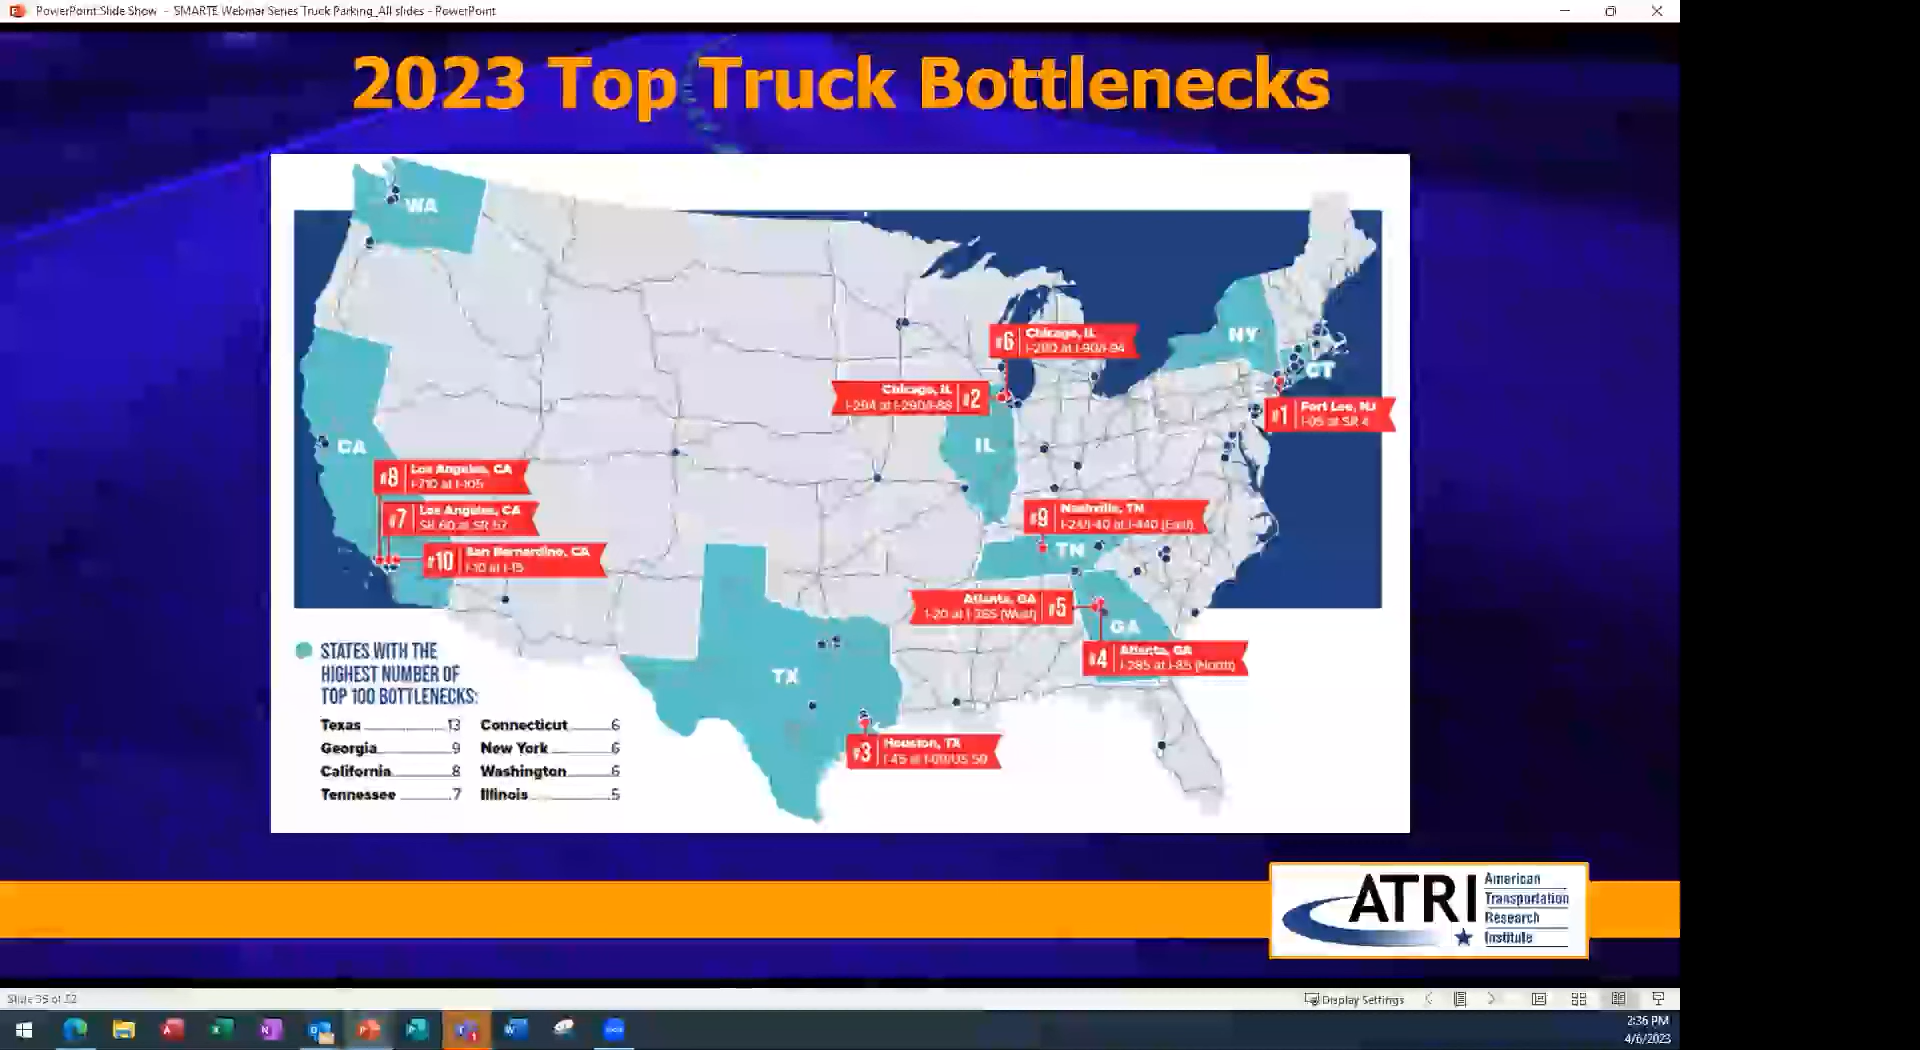 PowerPoint Slide Show - SMARTE Webinar Series Truck Parking_All slides - PowerPoint
2023 Top Truck Bottlenecks
WA
#6 Chicago, IL
I-290 at I-90/I-94
NY
CT
Chicago, IL #2
I-294 at I-290/I-88
#1 Fort Lee, NJ
I-95 at SR 4
CA
IL
#8 Los Angeles, CA
I-710 at I-105
#7 Los Angeles, CA
SR 60 at SR 57
#9 Nashville, TN
I-24/I-40 at I-440 (East)
TN
#10 San Bernardino, CA
I-10 at I-15
Atlanta, GA #5
I-20 at I-285 (West)
GA
#4 Atlanta, GA
I-285 at I-85 (North)
TX
#3 Houston, TX
I-45 at I-69/US 59
STATES WITH THE
HIGHEST NUMBER OF
TOP 100 BOTTLENECKS:
Texas 13 Connecticut 6
Georgia 9 New York 6
California 8 Washington 6
Tennessee 7 Illinois 5
ATRI
American
Transportation
Research
Institute
Slide 35 of 52
Display Settings
2:36 PM
4/6/2023